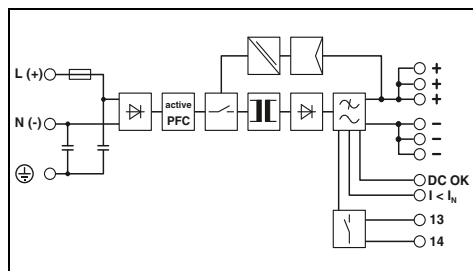 L (+)
N (-)
active
PFC
+
+
+
–
–
–
DC OK
I < IN
13
14